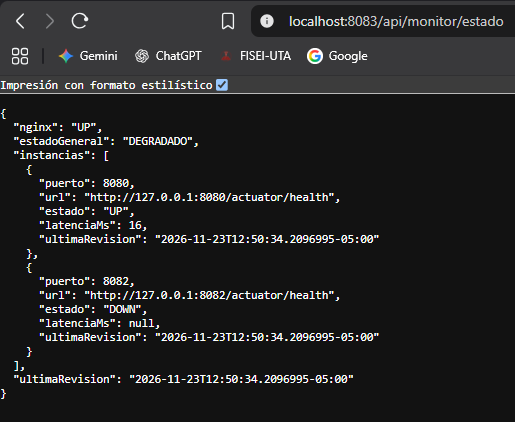 localhost:8083/api/monitor/estado
Gemini ChatGPT FISEI-UTA Google
Impresión con formato estilístico
{
  "nginx": "UP",
  "estadoGeneral": "DEGRADADO",
  "instancias": [
    {
      "puerto": 8080,
      "url": "http://127.0.0.1:8080/actuator/health",
      "estado": "UP",
      "latenciaMs": 16,
      "ultimaRevision": "2026-11-23T12:50:34.2096995-05:00"
    },
    {
      "puerto": 8082,
      "url": "http://127.0.0.1:8082/actuator/health",
      "estado": "DOWN",
      "latenciaMs": null,
      "ultimaRevision": "2026-11-23T12:50:34.2096995-05:00"
    }
  ],
  "ultimaRevision": "2026-11-23T12:50:34.2096995-05:00"
}